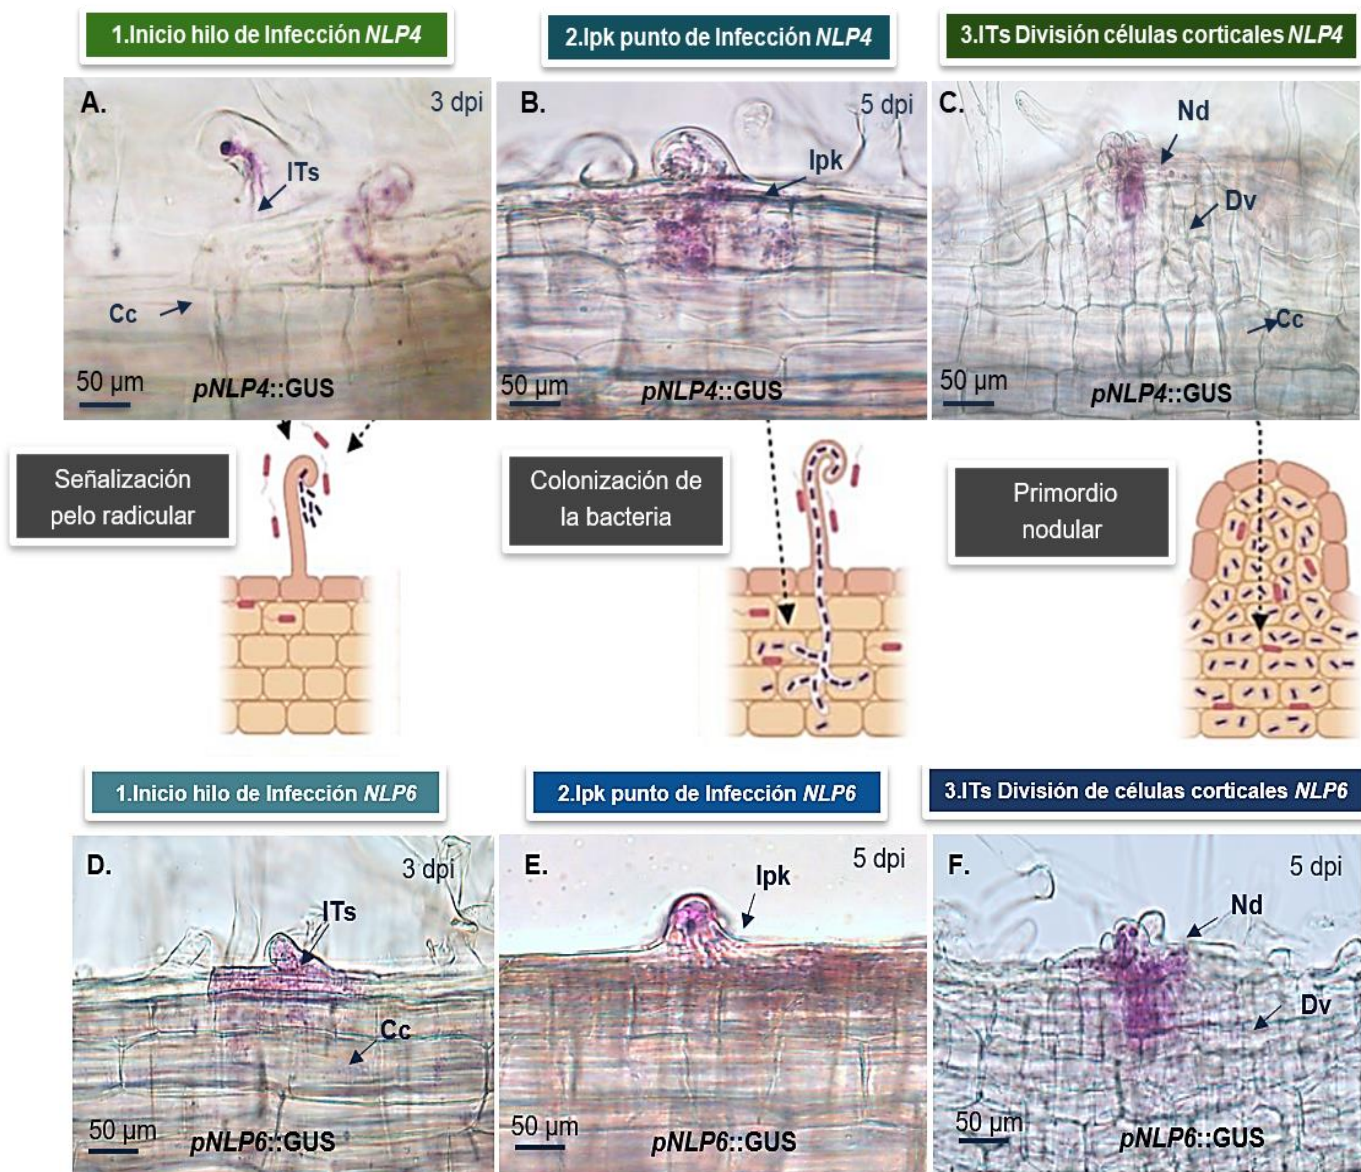 1.Inicio hilo de Infección NLP4
2.Ipk punto de Infección NLP4
3.ITs División células corticales NLP4
A.
3 dpi
ITs
Cc
50 µm
pNLP4::GUS
B.
5 dpi
Ipk
50 µm
pNLP4::GUS
C.
Nd
Dv
Cc
50 µm
pNLP4::GUS
Señalización
pelo radicular
Colonización de
la bacteria
Primordio
nodular
1.Inicio hilo de Infección NLP6
2.Ipk punto de Infección NLP6
3.ITs División de células corticales NLP6
D.
3 dpi
ITs
Cc
50 µm
pNLP6::GUS
E.
5 dpi
Ipk
50 µm
pNLP6::GUS
F.
5 dpi
Nd
Dv
50 µm
pNLP6::GUS